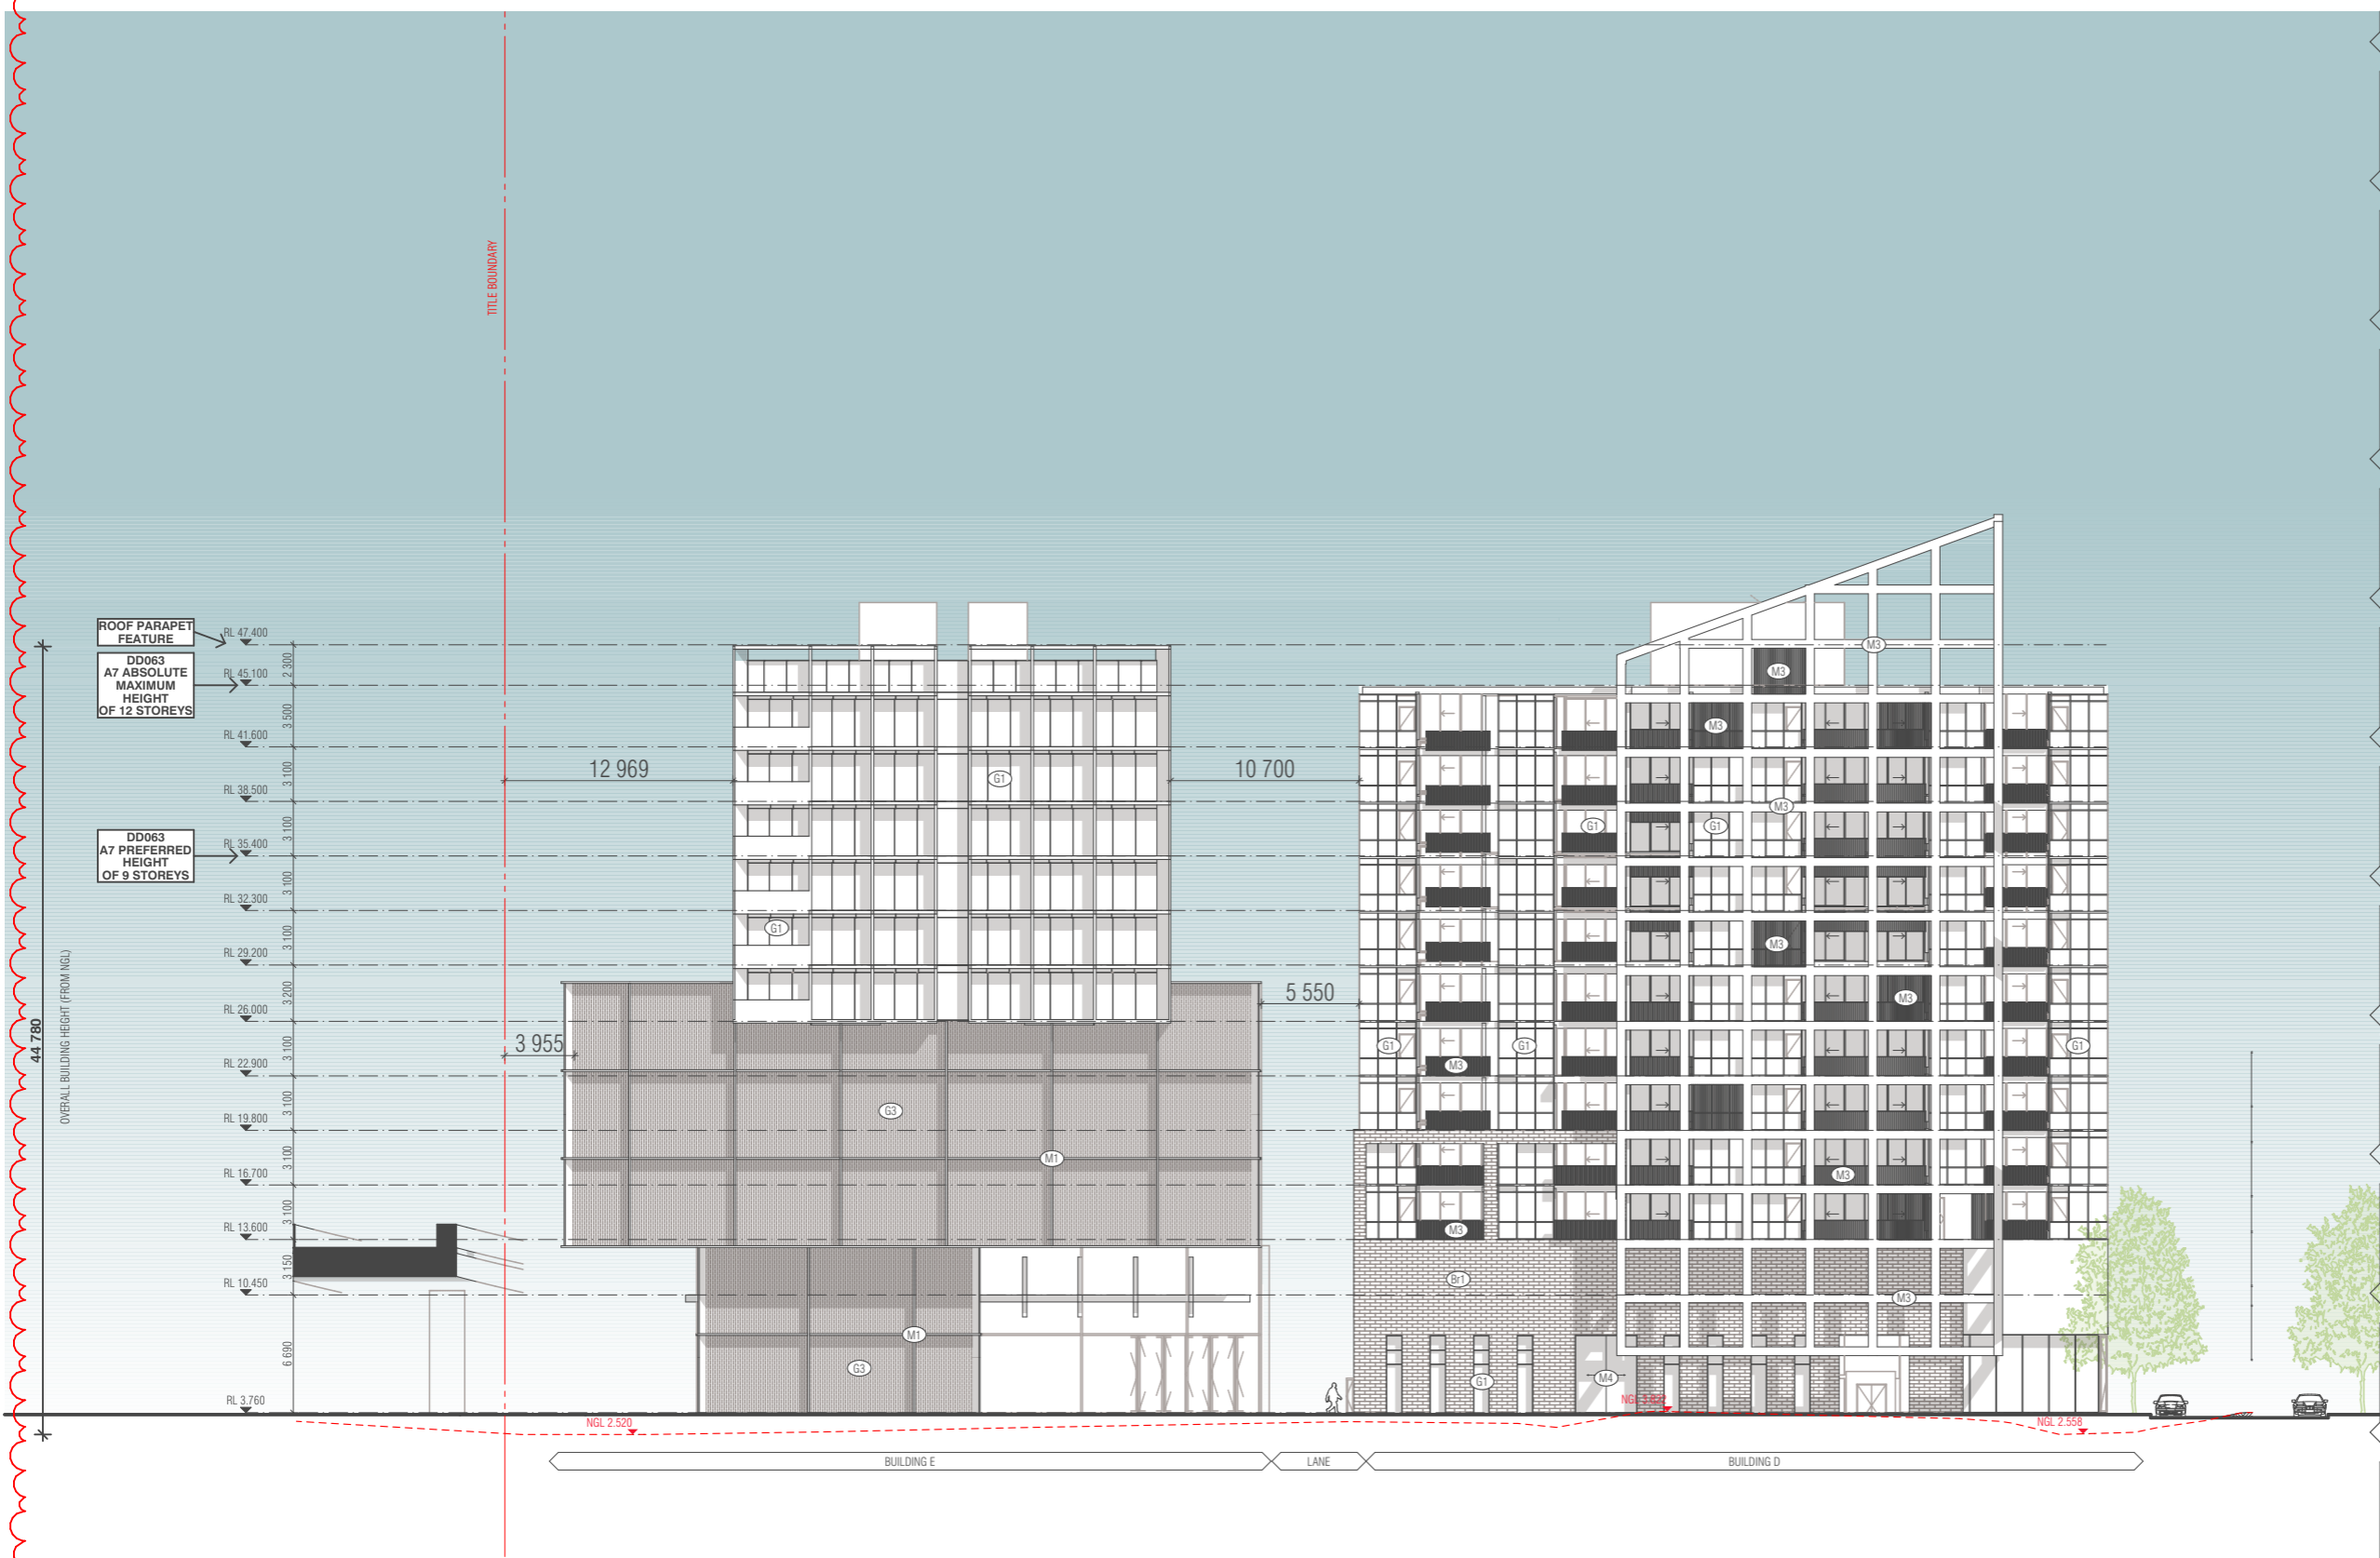 TITLE BOUNDARY
ROOF PARAPET
FEATURE
DD063
A7 ABSOLUTE
MAXIMUM
HEIGHT
OF 12 STOREYS
DD063
A7 PREFERRED
HEIGHT
OF 9 STOREYS
RL 47.400
RL 45.100
RL 41.600
RL 38.500
RL 35.400
RL 32.300
RL 29.200
RL 26.000
RL 22.900
RL 19.800
RL 16.700
RL 13.600
RL 10.450
RL 3.760
2 300
3 500
3 100
3 100
3 100
3 100
3 200
3 100
3 100
3 100
3 100
3 150
6 690
44 780
OVERALL BUILDING HEIGHT (FROM NGL)
12 969
10 700
5 550
3 955
G1
G1
G3
M1
M1
G3
M3
M3
M3
M3
G1
G1
M3
M3
G1
G1
G1
M3
M3
M3
Br1
M3
G1
M4
NGL 2.520
NGL 2.558
BUILDING E
LANE
BUILDING D